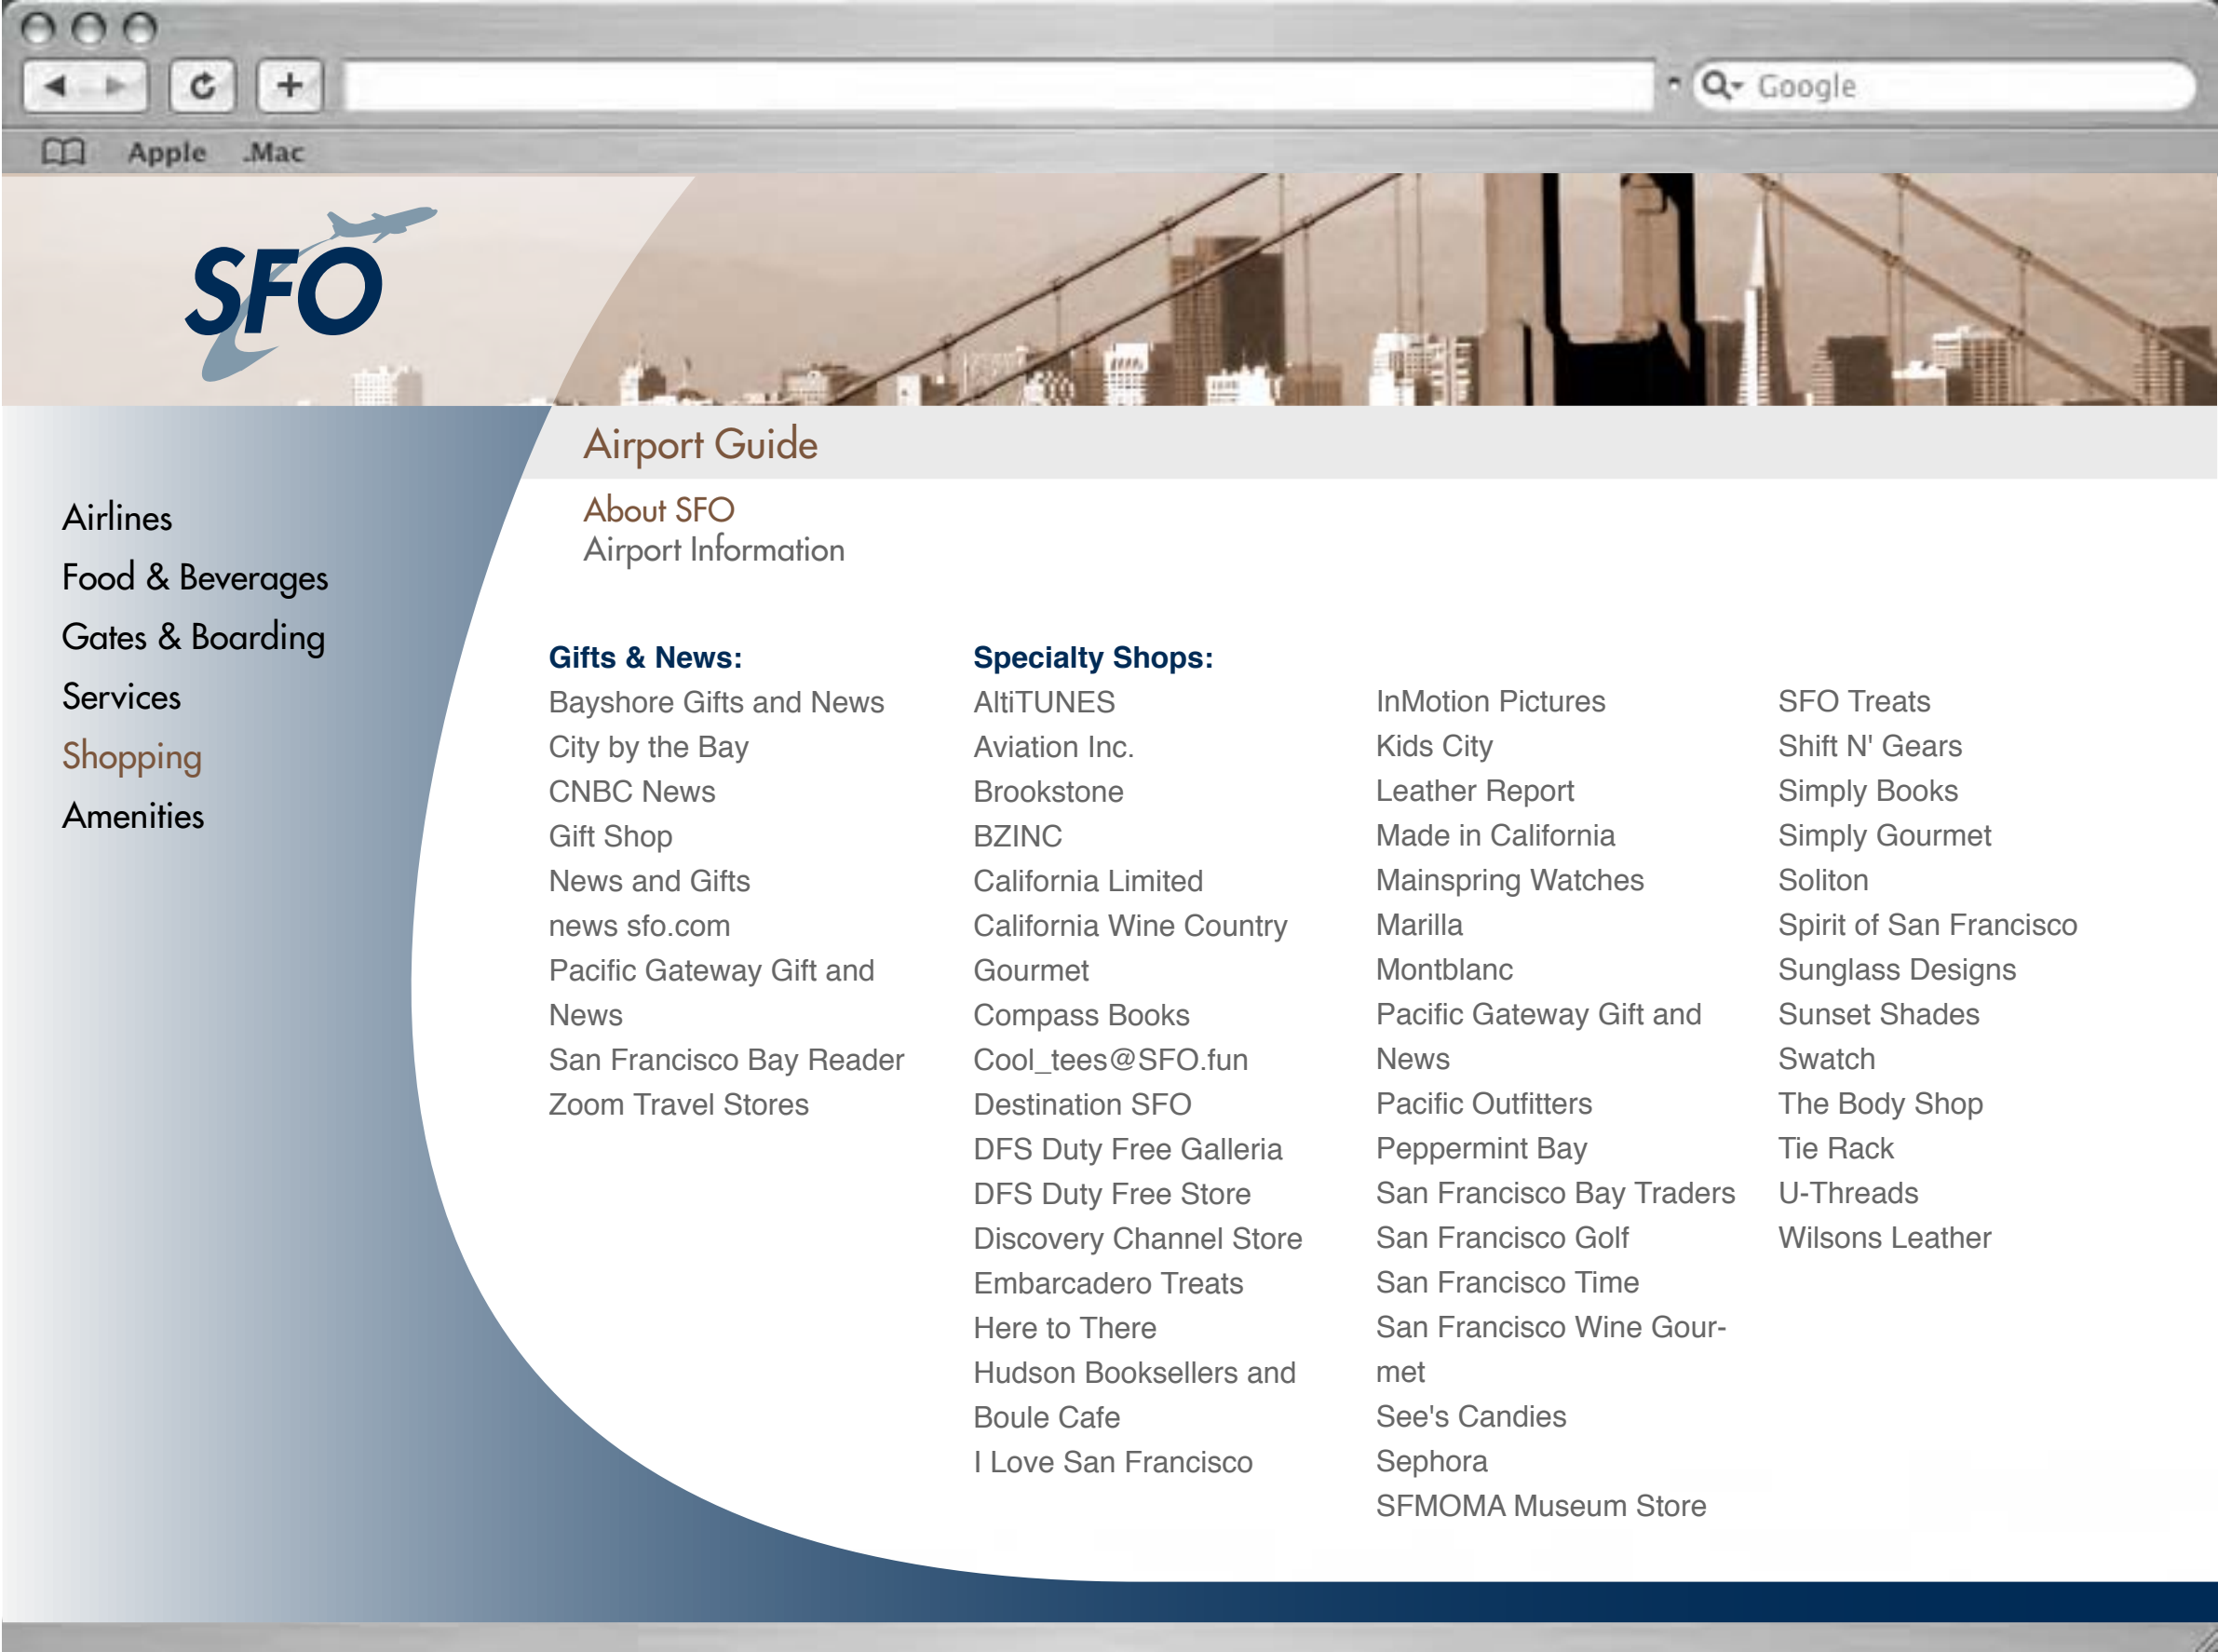 Google
Apple .Mac
SFO
Airport Guide
About SFO
Airport Information
Airlines
Food & Beverages
Gates & Boarding
Services
Shopping
Amenities
Gifts & News:
Bayshore Gifts and News
City by the Bay
CNBC News
Gift Shop
News and Gifts
news sfo.com
Pacific Gateway Gift and
News
San Francisco Bay Reader
Zoom Travel Stores
Specialty Shops:
AltiTUNES
Aviation Inc.
Brookstone
BZINC
California Limited
California Wine Country
Gourmet
Compass Books
Cool_tees@SFO.fun
Destination SFO
DFS Duty Free Galleria
DFS Duty Free Store
Discovery Channel Store
Embarcadero Treats
Here to There
Hudson Booksellers and
Boule Cafe
I Love San Francisco
InMotion Pictures
Kids City
Leather Report
Made in California
Mainspring Watches
Marilla
Montblanc
Pacific Gateway Gift and
News
Pacific Outfitters
Peppermint Bay
San Francisco Bay Traders
San Francisco Golf
San Francisco Time
San Francisco Wine Gour-
met
See's Candies
Sephora
SFMOMA Museum Store
SFO Treats
Shift N' Gears
Simply Books
Simply Gourmet
Soliton
Spirit of San Francisco
Sunglass Designs
Sunset Shades
Swatch
The Body Shop
Tie Rack
U-Threads
Wilsons Leather